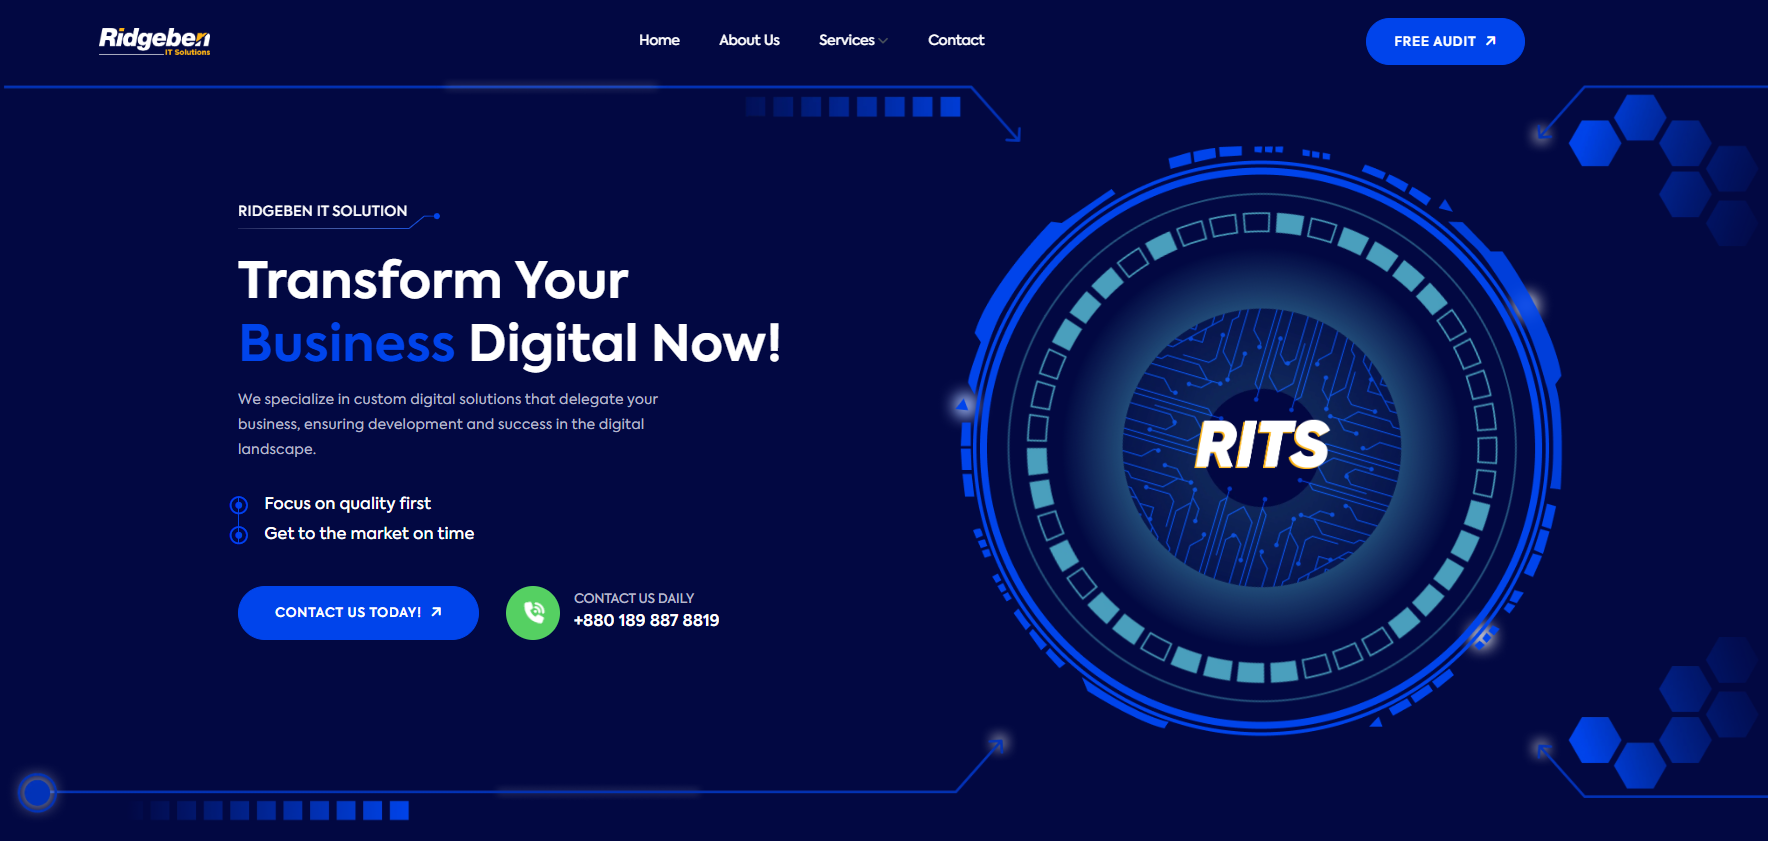 Ridgeben
IT Solutions
Home
About Us
Services
Contact
FREE AUDIT
RIDGEBEN IT SOLUTION
Transform Your
Business Digital Now!
We specialize in custom digital solutions that delegate your
business, ensuring development and success in the digital
landscape.
Focus on quality first
Get to the market on time
CONTACT US TODAY!
CONTACT US DAILY
+880 189 887 8819
RITS